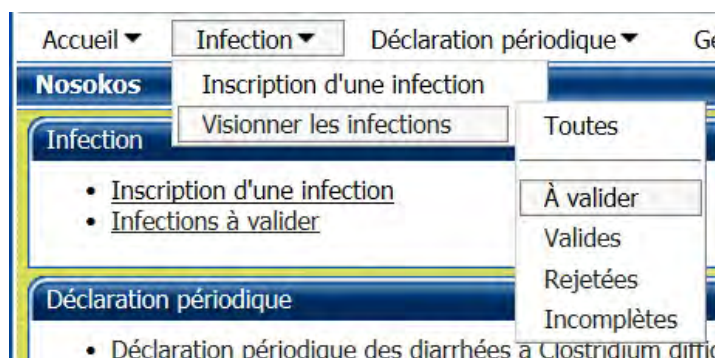 Accueil Infection Déclaration périodique
Nosokos Inscription d'une infection
Infection Visionner les infections Toutes
• Inscription d'une infection À valider
• Infections à valider Valides
Rejetées
Déclaration périodique Incomplètes
• Déclaration périodique des diarrhées à Clostridium